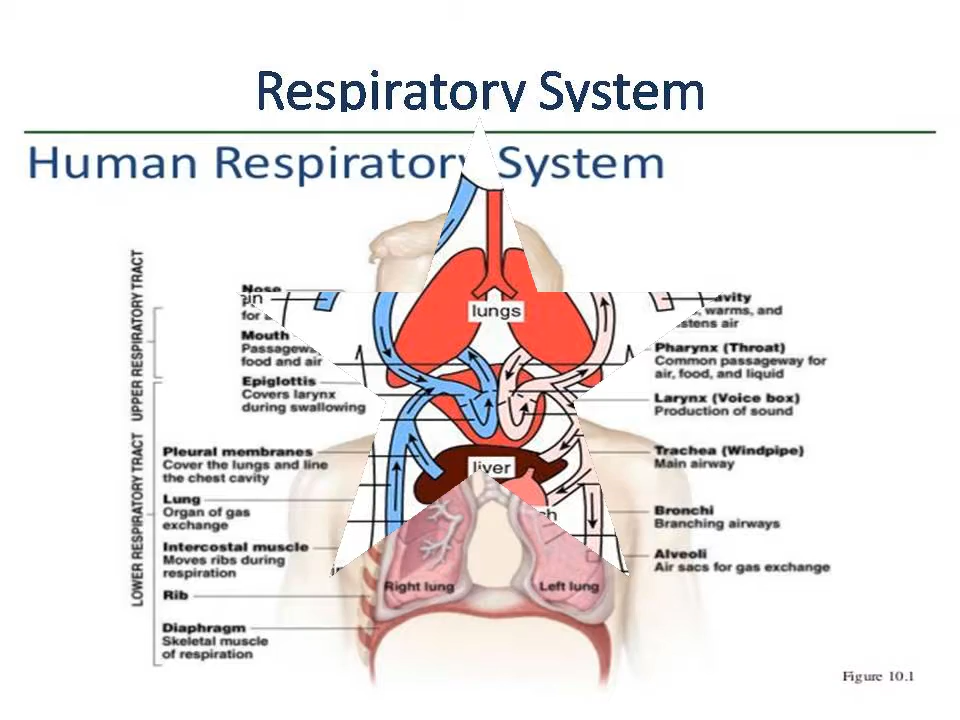 Respiratory System
Human Respiratory System
UPPER RESPIRATORY TRACT
LOWER RESPIRATORY TRACT
Nose
for
Mouth
Passageway
food and air
Epiglottis
Covers larynx
during swallowing
Pleural membranes
Cover the lungs and line
the chest cavity
Lung
Organ of gas
exchange
Intercostal muscle
Moves ribs during
respiration
Rib
Diaphragm
Skeletal muscle
of respiration
lungs
liver
Right lung
Left lung
warms, and
air
Pharynx (Throat)
Common passageway for
air, food, and liquid
Larynx (Voice box)
Production of sound
Trachea (Windpipe)
Main airway
Bronchi
Branching airways
Alveoli
Air sacs for gas exchange
Figure 10.1